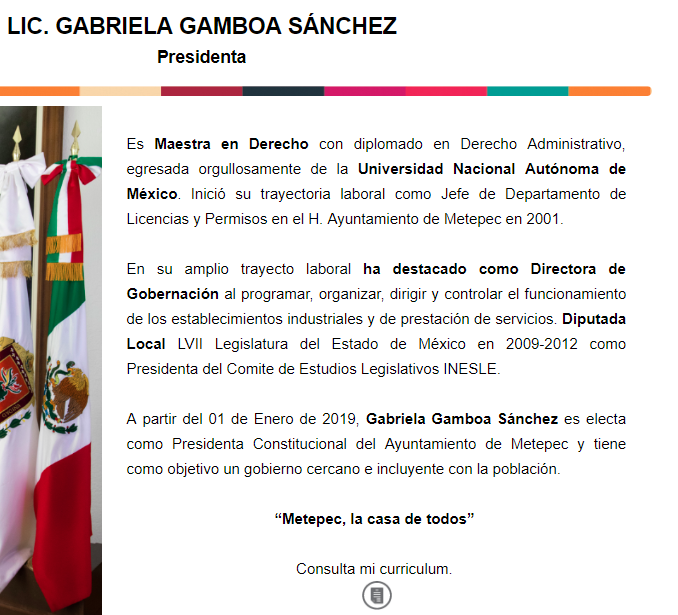 LIC. GABRIELA GAMBOA SÁNCHEZ
Presidenta
Es Maestra en Derecho con diplomado en Derecho Administrativo,
egresada orgullosamente de la Universidad Nacional Autónoma de
México. Inició su trayectoria laboral como Jefe de Departamento de
Licencias y Permisos en el H. Ayuntamiento de Metepec en 2001.
En su amplio trayecto laboral ha destacado como Directora de
Gobernación al programar, organizar, dirigir y controlar el funcionamiento
de los establecimientos industriales y de prestación de servicios. Diputada
Local LVII Legislatura del Estado de México en 2009-2012 como
Presidenta del Comite de Estudios Legislativos INESLE.
A partir del 01 de Enero de 2019, Gabriela Gamboa Sánchez es electa
como Presidenta Constitucional del Ayuntamiento de Metepec y tiene
como objetivo un gobierno cercano e incluyente con la población.
“Metepec, la casa de todos”
Consulta mi curriculum.